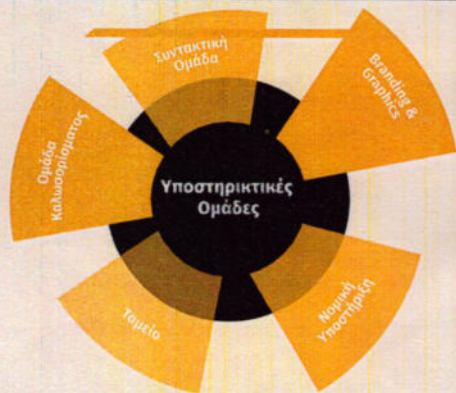 Συντακτική
Ομάδα
Branding &
Graphics
Ομάδα
Καλωσορίσματος
Υποστηρικτικές
Ομάδες
Νομική
Υποστήριξη
Ταμείο